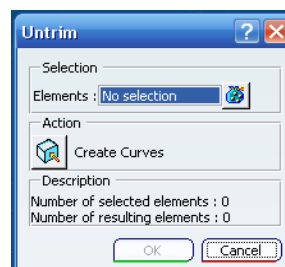 Untrim
Selection
Elements : No selection
Action
Create Curves
Description
Number of selected elements : 0
Number of resulting elements : 0
OK Cancel